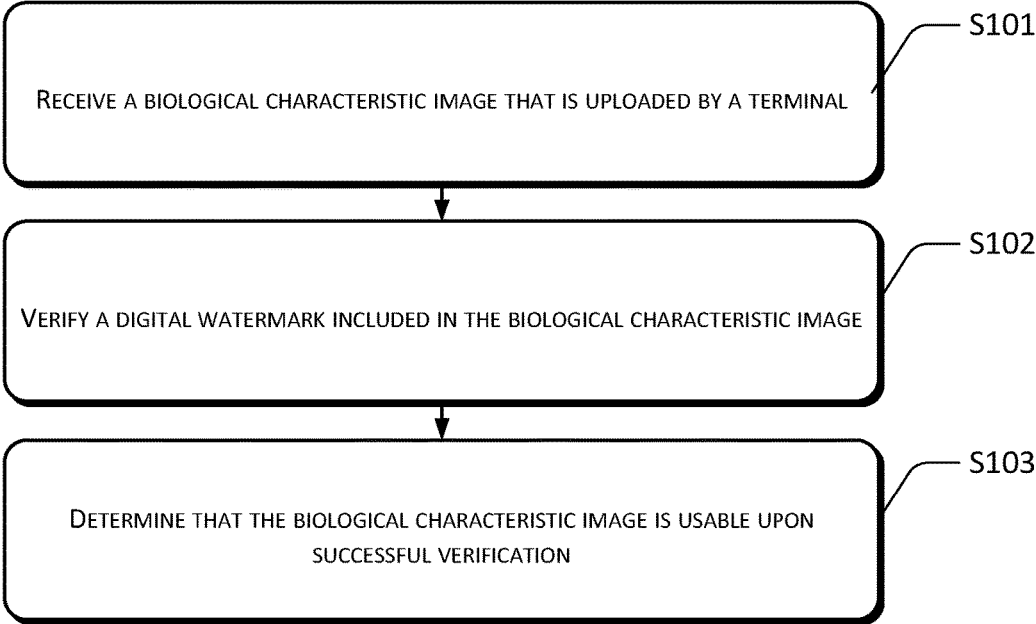 S101
RECEIVE A BIOLOGICAL CHARACTERISTIC IMAGE THAT IS UPLOADED BY A TERMINAL
S102
VERIFY A DIGITAL WATERMARK INCLUDED IN THE BIOLOGICAL CHARACTERISTIC IMAGE
S103
DETERMINE THAT THE BIOLOGICAL CHARACTERISTIC IMAGE IS USABLE UPON
SUCCESSFUL VERIFICATION